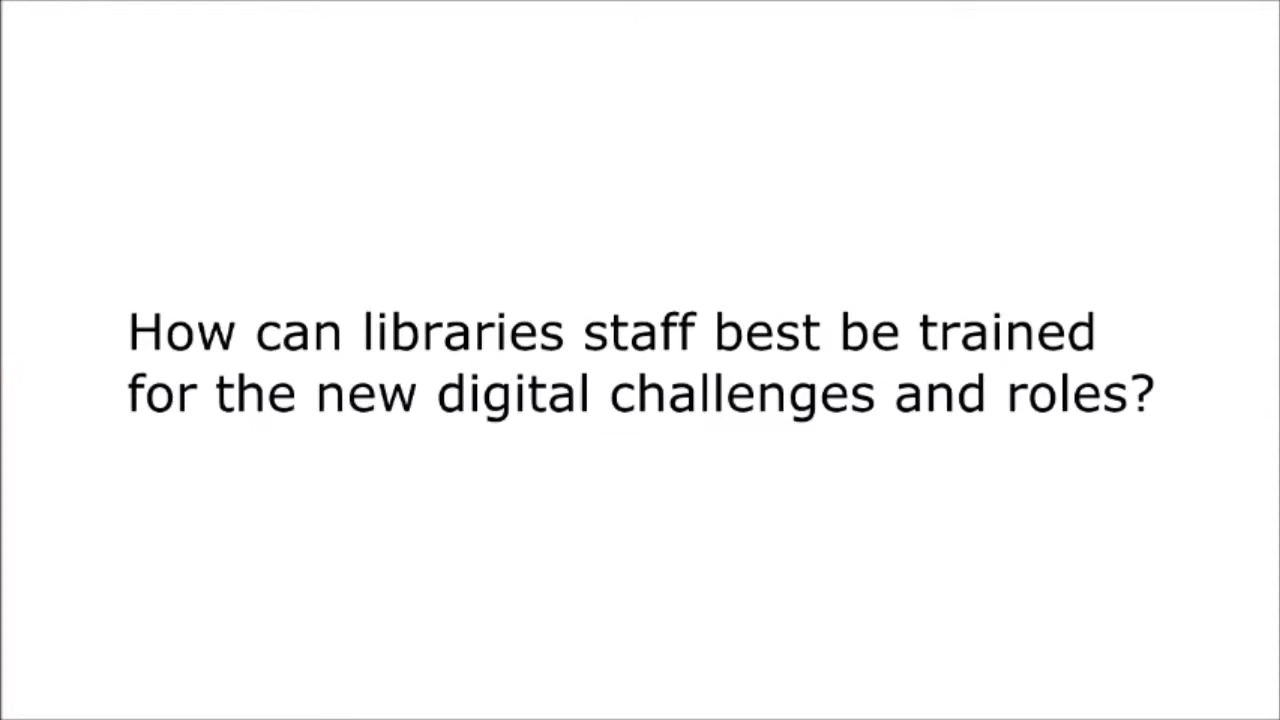 How can libraries staff best be trained
for the new digital challenges and roles?